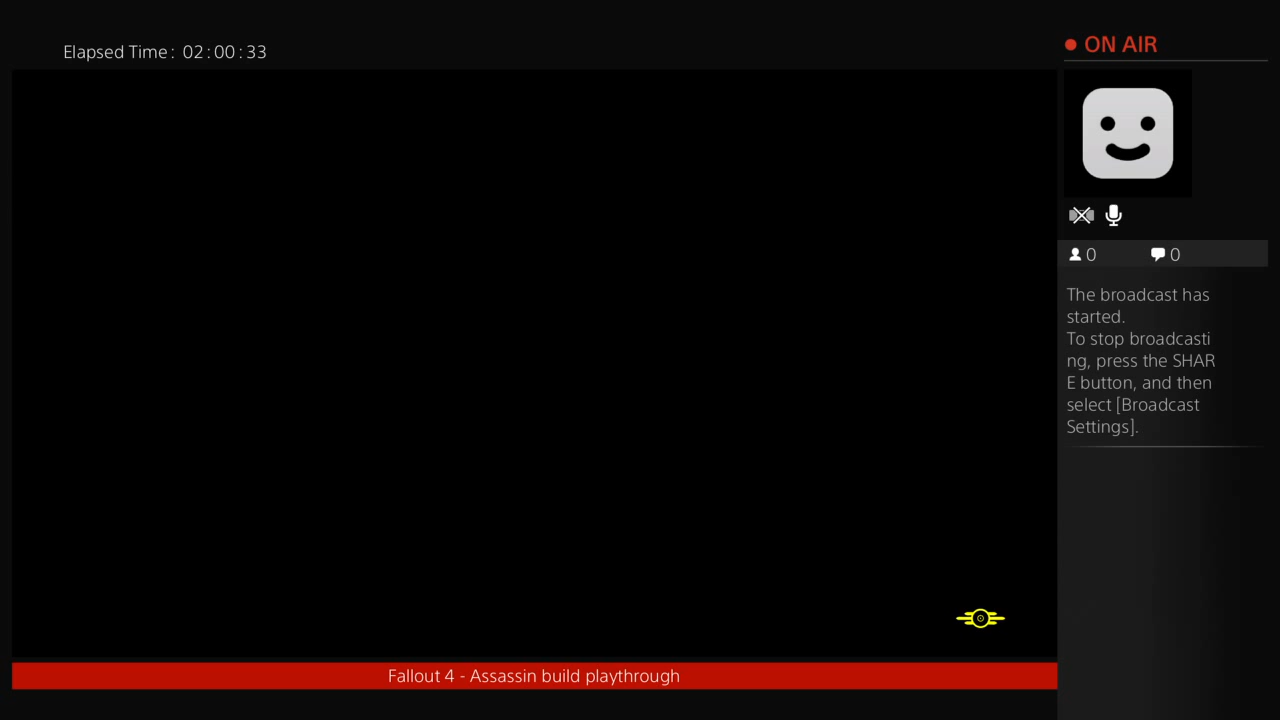 Elapsed Time: 02:00:33
ON AIR
0 0
The broadcast has
started.
To stop broadcasti
ng, press the SHAR
E button, and then
select [Broadcast
Settings].
Fallout 4 - Assassin build playthrough